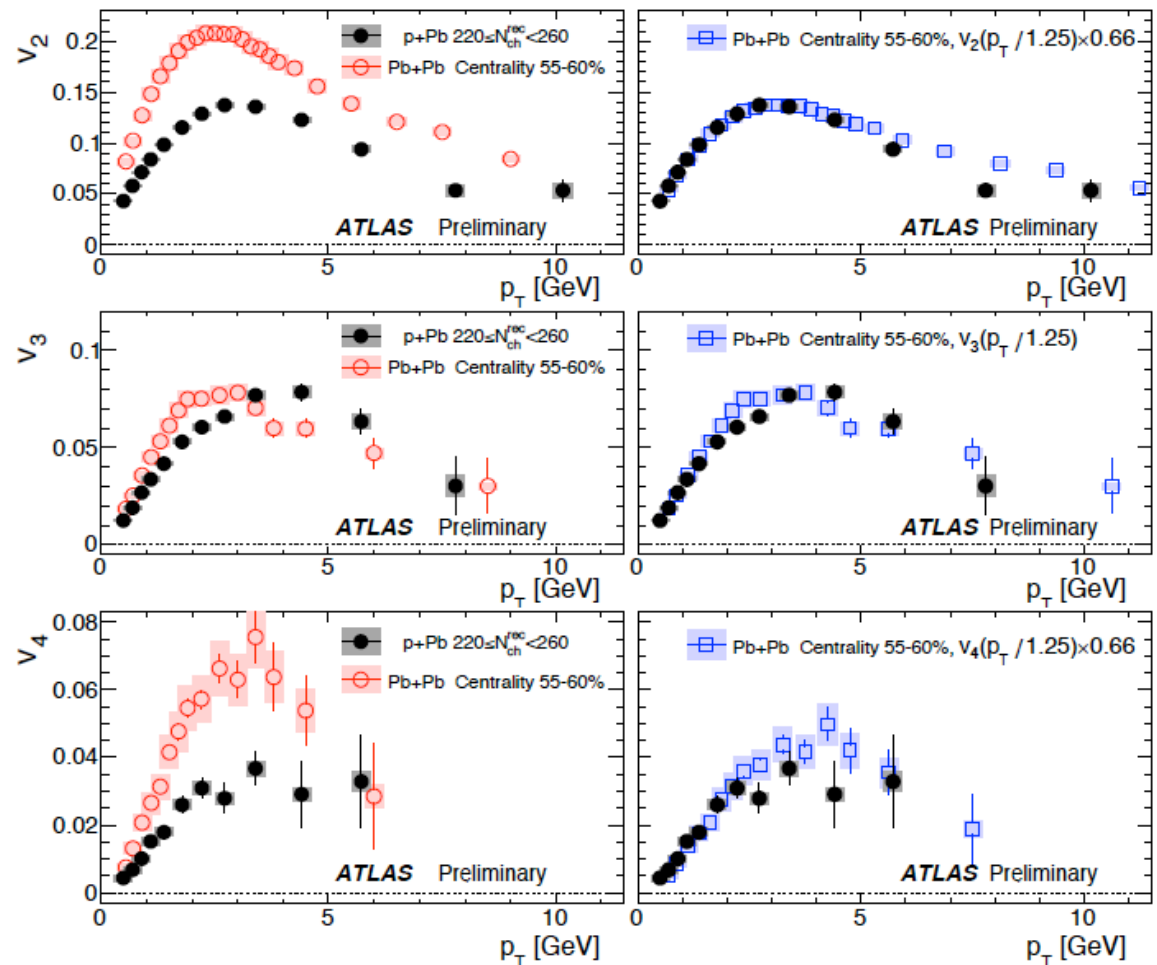 v2
p+Pb 220≤N_ch^rec<260
Pb+Pb Centrality 55-60%
ATLAS Preliminary
0.2
0.15
0.1
0.05
0
0 5 10
pT [GeV]
Pb+Pb Centrality 55-60%, v2(pT /1.25)×0.66
ATLAS Preliminary
0 5 10
pT [GeV]
v3
p+Pb 220≤N_ch^rec<260
Pb+Pb Centrality 55-60%
ATLAS Preliminary
0.1
0.05
0
0 5 10
pT [GeV]
Pb+Pb Centrality 55-60%, v3(pT /1.25)
ATLAS Preliminary
0 5 10
pT [GeV]
v4
p+Pb 220≤N_ch^rec<260
Pb+Pb Centrality 55-60%
ATLAS Preliminary
0.08
0.06
0.04
0.02
0
0 5 10
pT [GeV]
Pb+Pb Centrality 55-60%, v4(pT /1.25)×0.66
ATLAS Preliminary
0 5 10
pT [GeV]